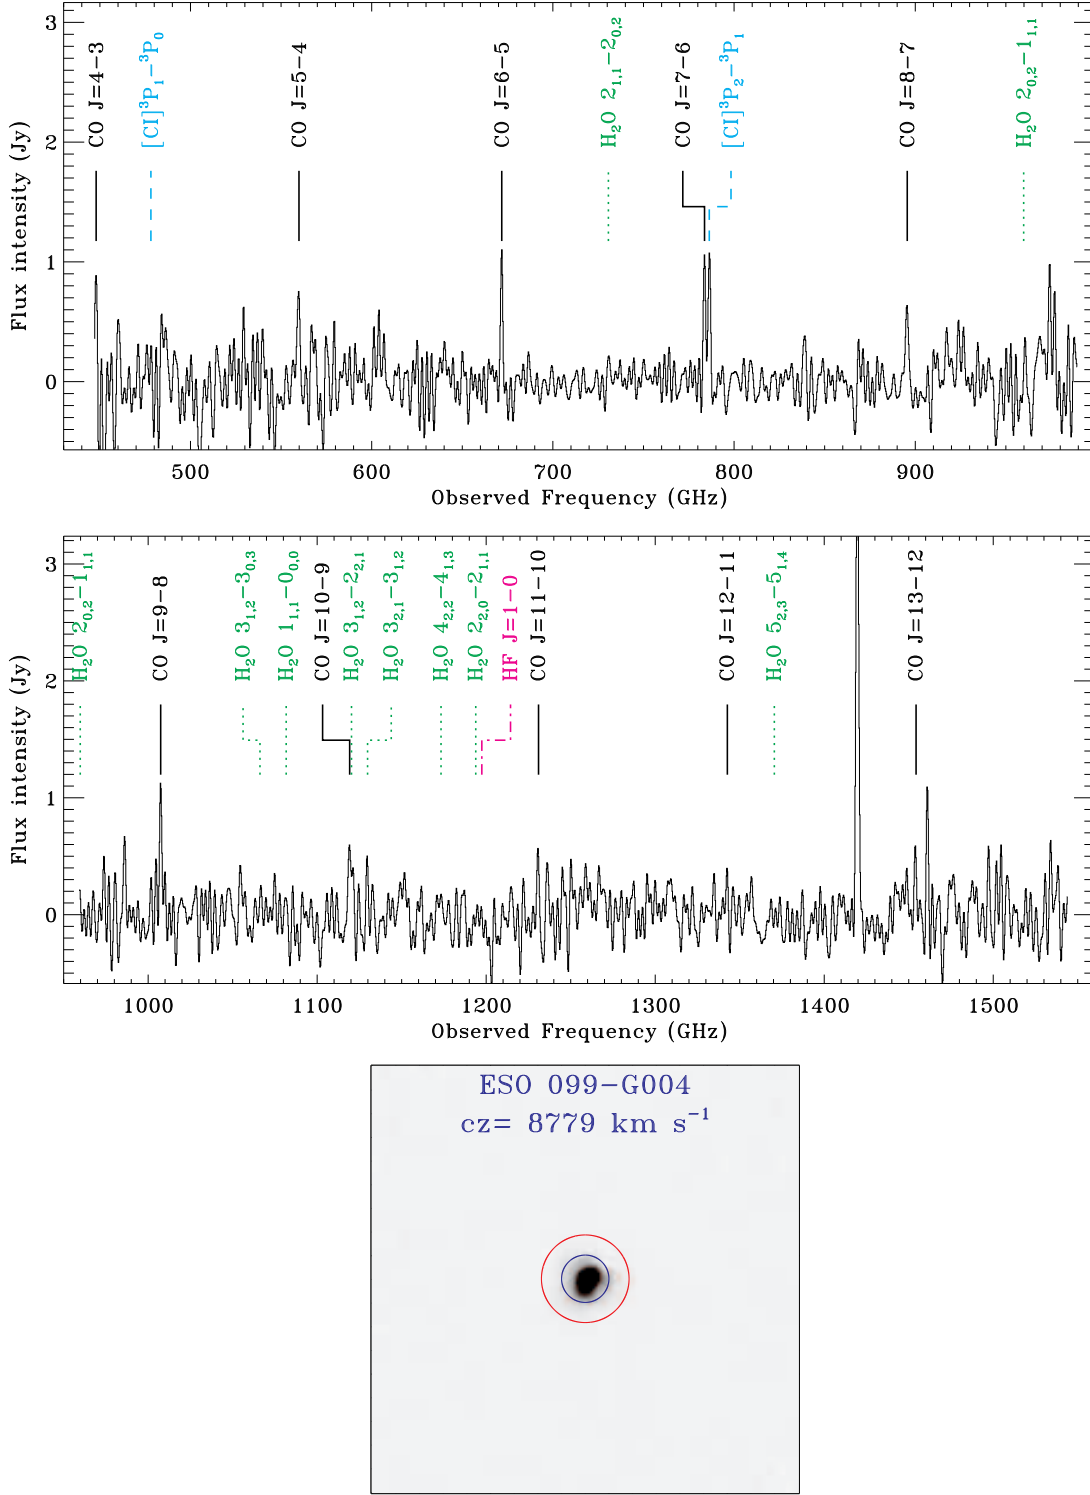 CO J=4−3
[CI]³P₁−³P₀
CO J=5−4
CO J=6−5
H₂O 2₁,₁−2₀,₂
CO J=7−6
[CI]³P₂−³P₁
CO J=8−7
H₂O 2₀,₂−1₁,₁
Flux intensity (Jy)
3
2
1
0
500 600 700 800 900
Observed Frequency (GHz)
H₂O 2₀,₂−1₁,₁
CO J=9−8
H₂O 3₁,₂−3₀,₃
H₂O 1₁,₁−0₀,₀
CO J=10−9
H₂O 3₁,₂−2₂,₁
H₂O 3₂,₁−3₁,₂
H₂O 4₂,₂−4₁,₃
H₂O 2₂,₀−2₁,₁
HF J=1−0
CO J=11−10
CO J=12−11
H₂O 5₂,₃−5₁,₄
CO J=13−12
Flux intensity (Jy)
3
2
1
0
1000 1100 1200 1300 1400 1500
Observed Frequency (GHz)
ESO 099−G004
cz= 8779 km s⁻¹